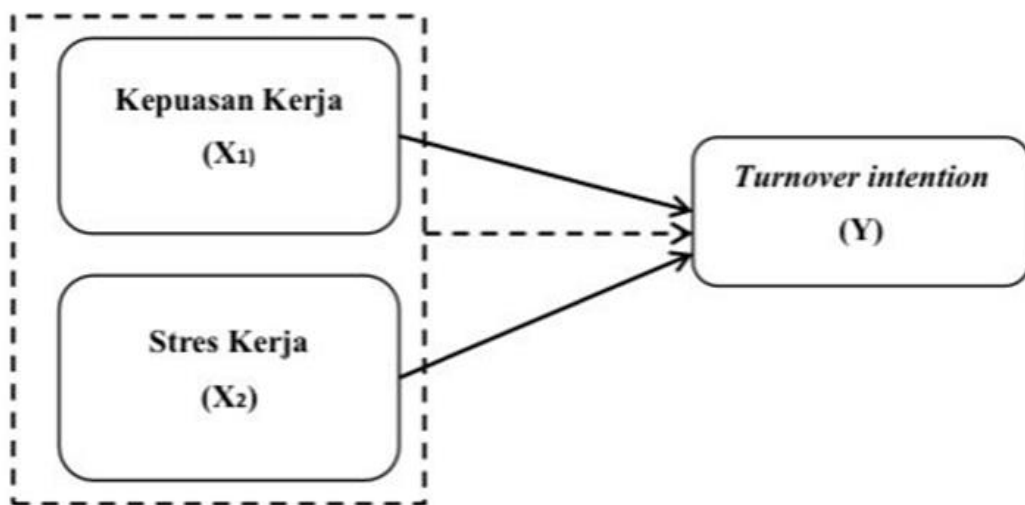 Kepuasan Kerja
(X1)
Turnover intention
(Y)
Stres Kerja
(X2)